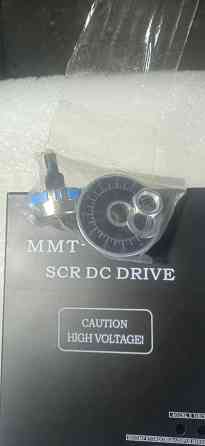 MMT-
SCR DC DRIVE
CAUTION
HIGH VOLTAGE!